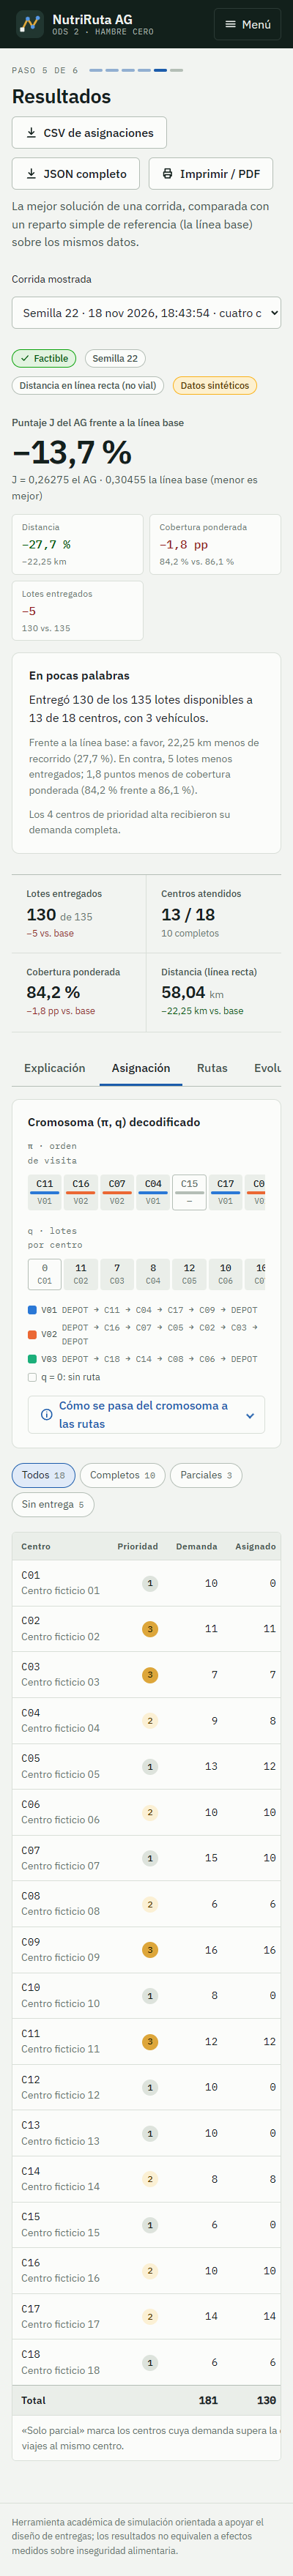 NutriRuta AG
ODS 2 · HAMBRE CERO
Menú
PASO 5 DE 6
Resultados
CSV de asignaciones
JSON completo
Imprimir / PDF
La mejor solución de una corrida, comparada con
un reparto simple de referencia (la línea base)
sobre los mismos datos.
Corrida mostrada
Semilla 22 · 18 nov 2026, 18:43:54 · cuatro c
Factible
Semilla 22
Distancia en línea recta (no vial)
Datos sintéticos
Puntaje J del AG frente a la línea base
−13,7 %
J = 0,26275 el AG · 0,30455 la línea base (menor es
mejor)
Distancia
−27,7 %
−22,25 km
Cobertura ponderada
−1,8 pp
84,2 % vs. 86,1 %
Lotes entregados
−5
130 vs. 135
En pocas palabras
Entregó 130 de los 135 lotes disponibles a
13 de 18 centros, con 3 vehículos.
Frente a la línea base: a favor, 22,25 km menos de
recorrido (27,7 %). En contra, 5 lotes menos
entregados; 1,8 puntos menos de cobertura
ponderada (84,2 % frente a 86,1 %).
Los 4 centros de prioridad alta recibieron su
demanda completa.
Lotes entregados
130 de 135
−5 vs. base
Centros atendidos
13 / 18
10 completos
Cobertura ponderada
84,2 %
−1,8 pp vs. base
Distancia (línea recta)
58,04 km
−22,25 km vs. base
Explicación
Asignación
Rutas
Evolu
Cromosoma (π, q) decodificado
π · orden
de visita
C11 C16 C07 C04 C15 C17 C0
V01 V02 V02 V01 — V01 V0
q · lotes
por centro
0 11 7 8 12 10 10
C01 C02 C03 C04 C05 C06 C0
V01 DEPOT → C11 → C04 → C17 → C09 → DEPOT
V02 DEPOT → C16 → C07 → C05 → C02 → C03 →
DEPOT
V03 DEPOT → C18 → C14 → C08 → C06 → DEPOT
q = 0: sin ruta
Cómo se pasa del cromosoma a
las rutas
Todos 18
Completos 10
Parciales 3
Sin entrega 5
Centro Prioridad Demanda Asignado
C01
Centro ficticio 01
1 10 0
C02
Centro ficticio 02
3 11 11
C03
Centro ficticio 03
3 7 7
C04
Centro ficticio 04
2 9 8
C05
Centro ficticio 05
1 13 12
C06
Centro ficticio 06
2 10 10
C07
Centro ficticio 07
1 15 10
C08
Centro ficticio 08
2 6 6
C09
Centro ficticio 09
3 16 16
C10
Centro ficticio 10
1 8 0
C11
Centro ficticio 11
3 12 12
C12
Centro ficticio 12
1 10 0
C13
Centro ficticio 13
1 10 0
C14
Centro ficticio 14
2 8 8
C15
Centro ficticio 15
1 6 0
C16
Centro ficticio 16
2 10 10
C17
Centro ficticio 17
2 14 14
C18
Centro ficticio 18
1 6 6
Total 181 130
«Solo parcial» marca los centros cuya demanda supera la
viajes al mismo centro.
Herramienta académica de simulación orientada a apoyar el
diseño de entregas; los resultados no equivalen a efectos
medidos sobre inseguridad alimentaria.